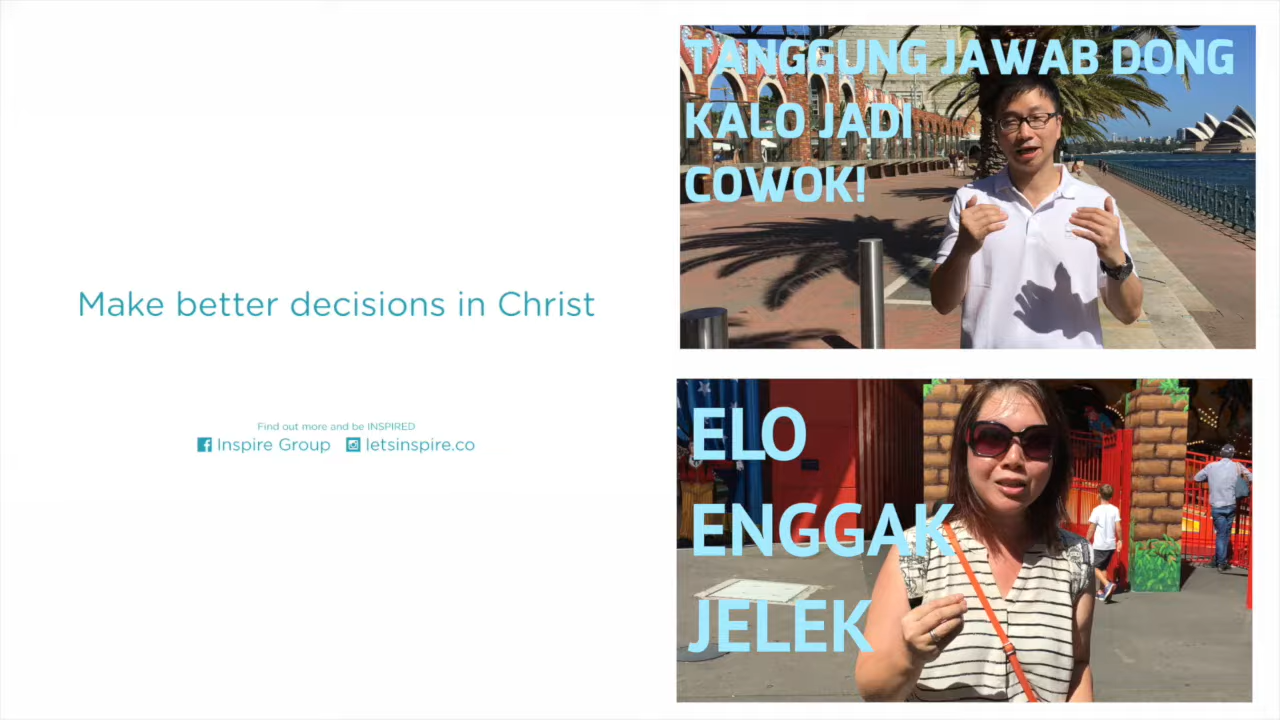 Make better decisions in Christ
Find out more and be INSPIRED
Inspire Group letsinspire.co
TANGGUNG JAWAB DONG
KALO JADI
COWOK!
ELO
ENGGAK
JELEK